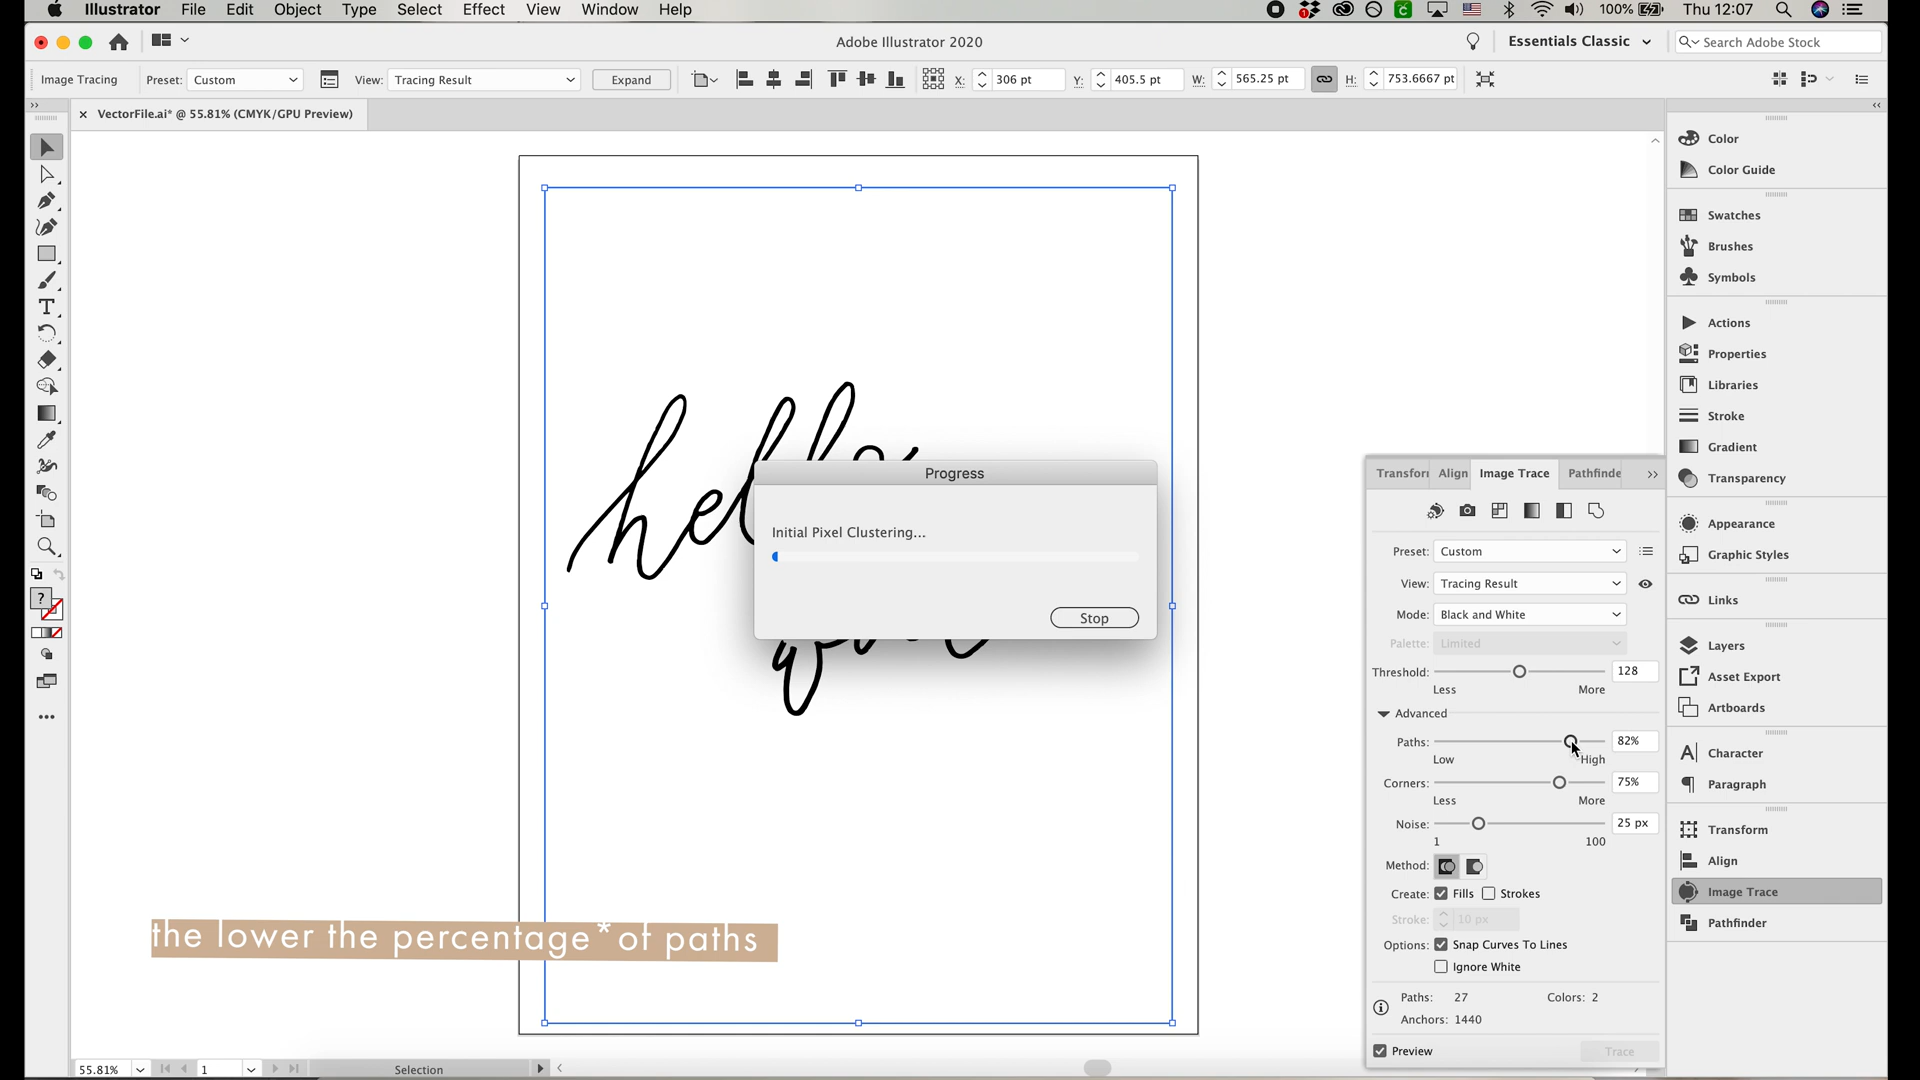 Illustrator File Edit Object Type Select Effect View Window Help
100% Thu 12:07
Adobe Illustrator 2020
Essentials Classic
Search Adobe Stock
Image Tracing Preset: Custom View: Tracing Result Expand X: 306 pt Y: 405.5 pt W: 565.25 pt H: 753.6667 pt
× VectorFile.ai* @ 55.81% (CMYK/GPU Preview)
hello
Progress
Initial Pixel Clustering...
Stop
the lower the percentage* of paths
Transforn Align Image Trace Pathfinde
Preset: Custom
View: Tracing Result
Mode: Black and White
Palette: Limited
Threshold: 128
Less More
Advanced
Paths: 82%
Low High
Corners: 75%
Less More
Noise: 25 px
1 100
Method:
Create: Fills Strokes
Stroke: 10 px
Options: Snap Curves To Lines
Ignore White
Paths: 27 Colors: 2
Anchors: 1440
Preview Trace
Color
Color Guide
Swatches
Brushes
Symbols
Actions
Properties
Libraries
Stroke
Gradient
Transparency
Appearance
Graphic Styles
Links
Layers
Asset Export
Artboards
Character
Paragraph
Transform
Align
Image Trace
Pathfinder
55.81% 1 Selection